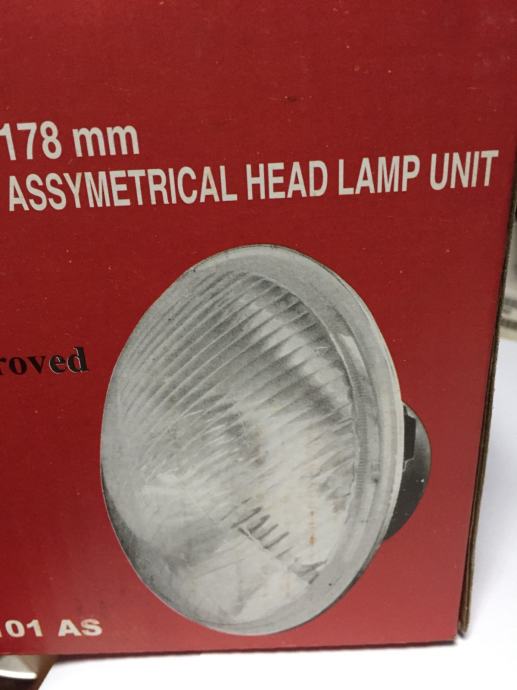 178 mm
ASSYMETRICAL HEAD LAMP UNIT
roved
101 AS